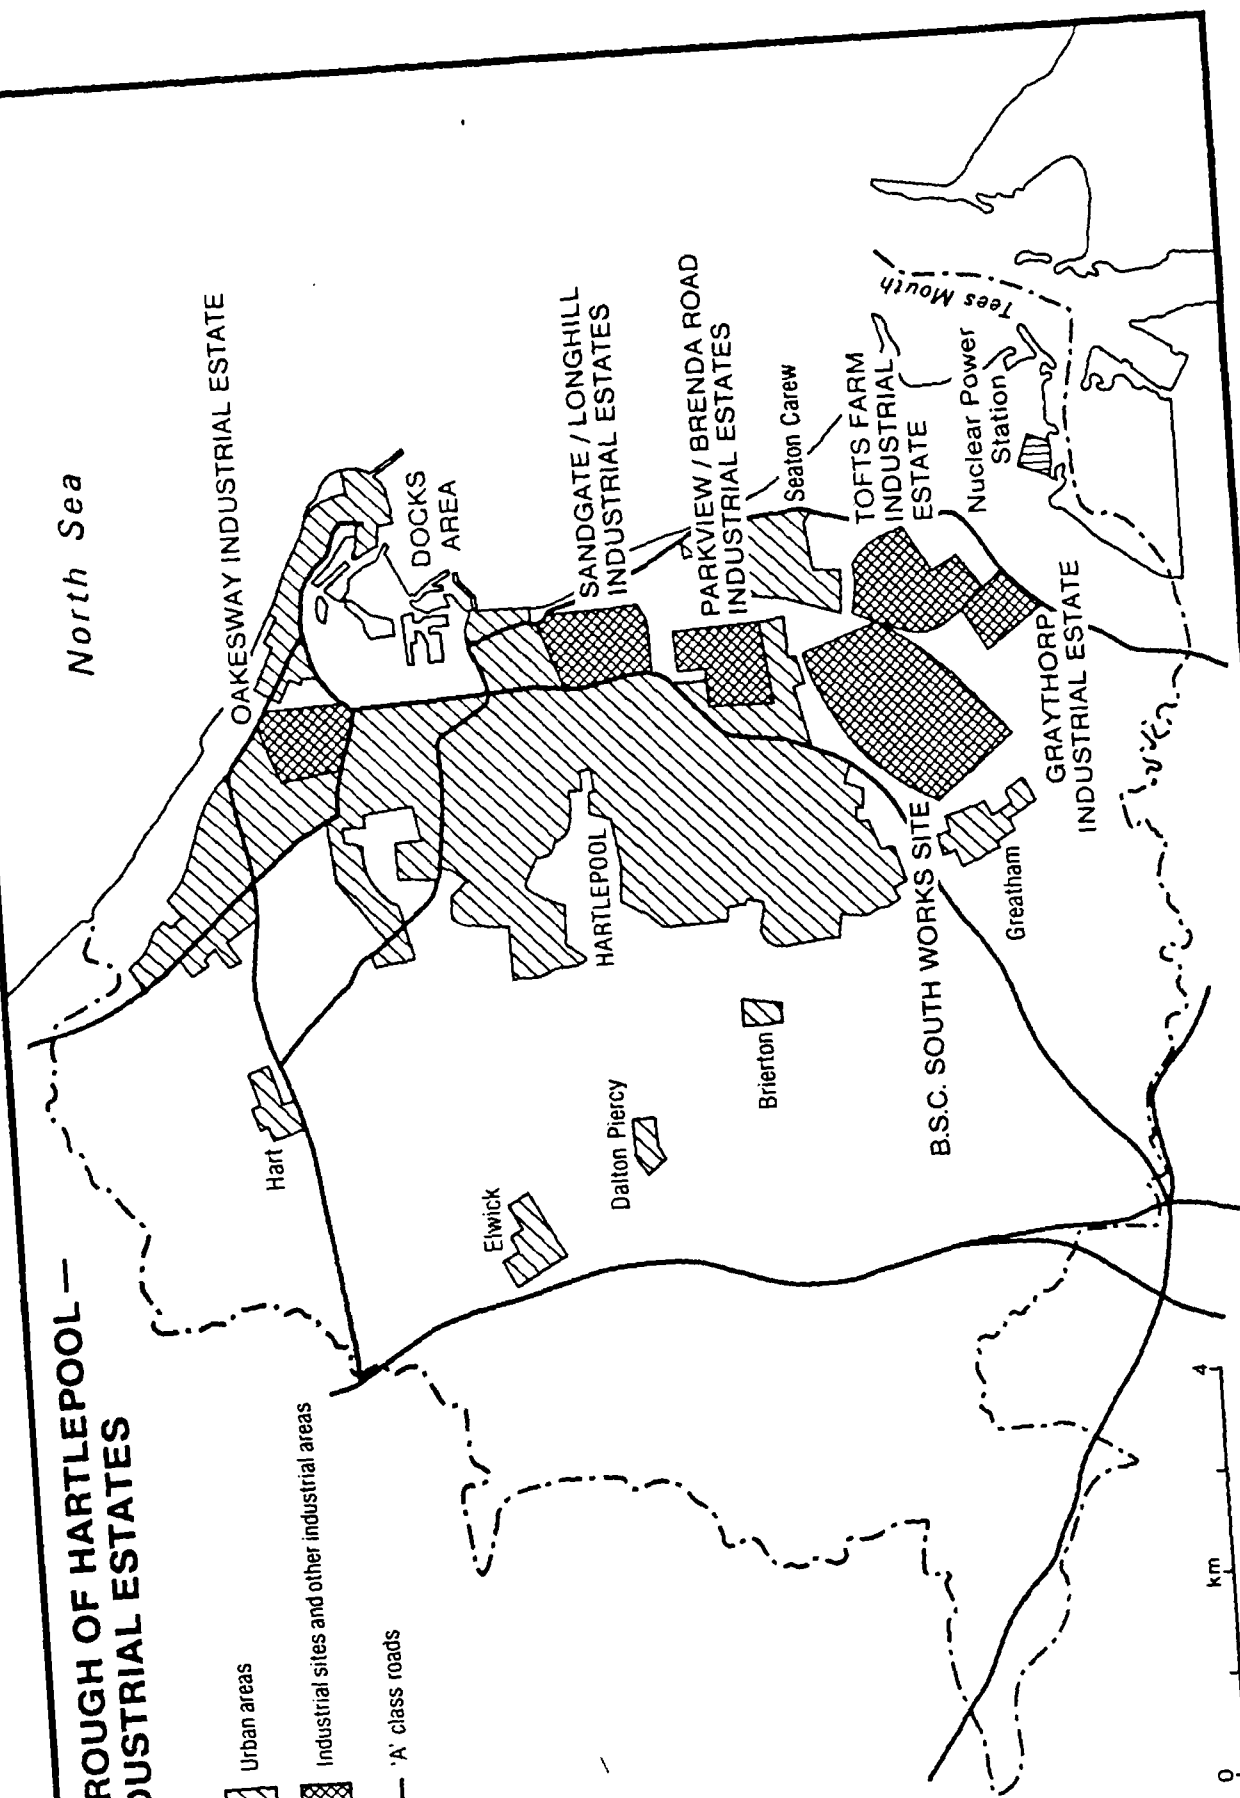 ROUGH OF HARTLEPOOL —
DUSTRIAL ESTATES
Urban areas
Industrial sites and other industrial areas
'A' class roads
North Sea
OAKESWAY INDUSTRIAL ESTATE
DOCKS
AREA
SANDGATE / LONGHILL
INDUSTRIAL ESTATES
PARKVIEW / BRENDA ROAD
INDUSTRIAL ESTATES
Seaton Carew
TOFTS FARM
INDUSTRIAL
ESTATE
Nuclear Power
Station
Tees Mouth
GRAYTHORP
INDUSTRIAL ESTATE
B.S.C. SOUTH WORKS SITE
Greatham
HARTLEPOOL
Brierton
Dalton Piercy
Elwick
Hart
0
km
4